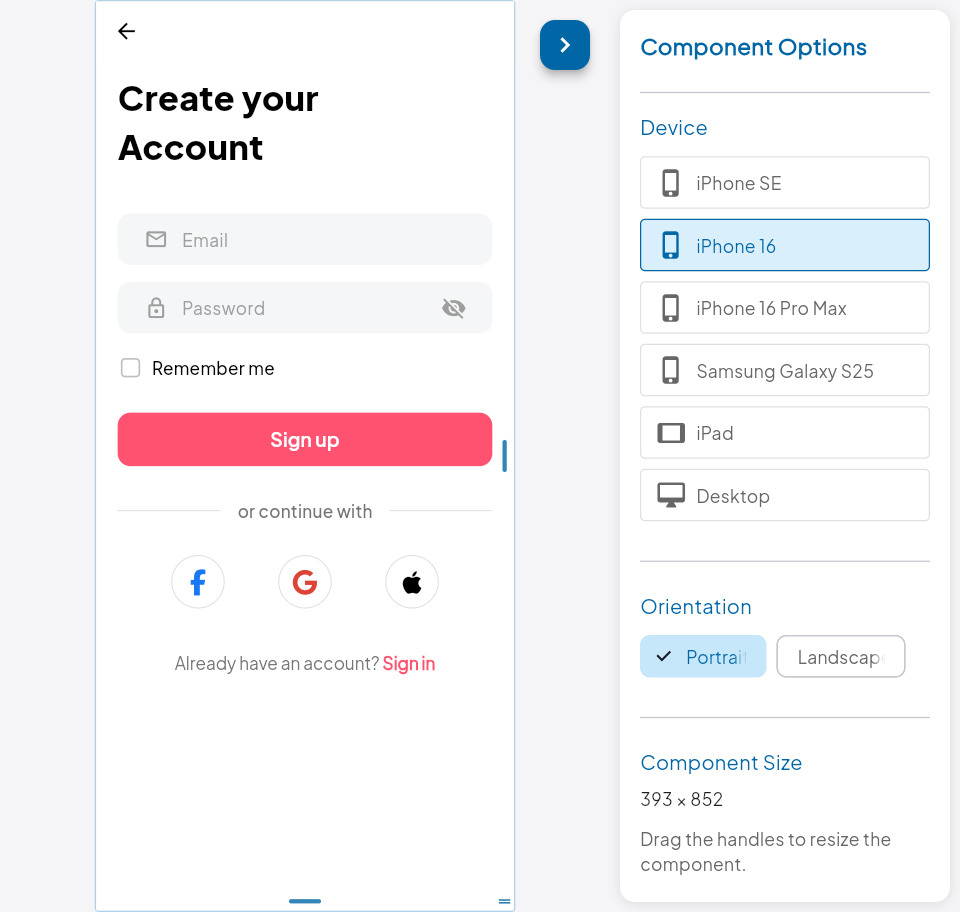 Create your
Account
Email
Password
Remember me
Sign up
or continue with
Already have an account? Sign in
Component Options
Device
iPhone SE
iPhone 16
iPhone 16 Pro Max
Samsung Galaxy S25
iPad
Desktop
Orientation
Portrait
Landscape
Component Size
393 × 852
Drag the handles to resize the
component.